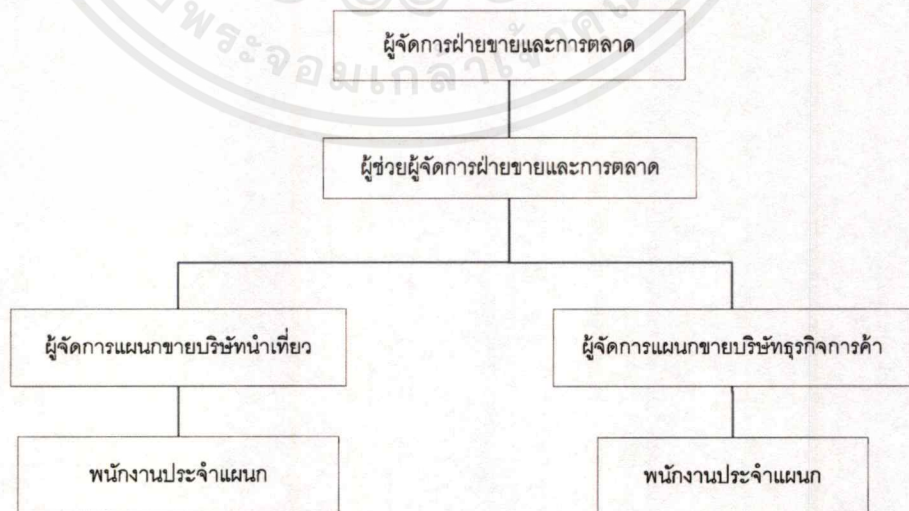 ผู้จัดการฝ่ายขายและการตลาด
ผู้ช่วยผู้จัดการฝ่ายขายและการตลาด
ผู้จัดการแผนกขายบริษัทนำเที่ยว
ผู้จัดการแผนกขายบริษัทธุรกิจการค้า
พนักงานประจำแผนก
พนักงานประจำแผนก